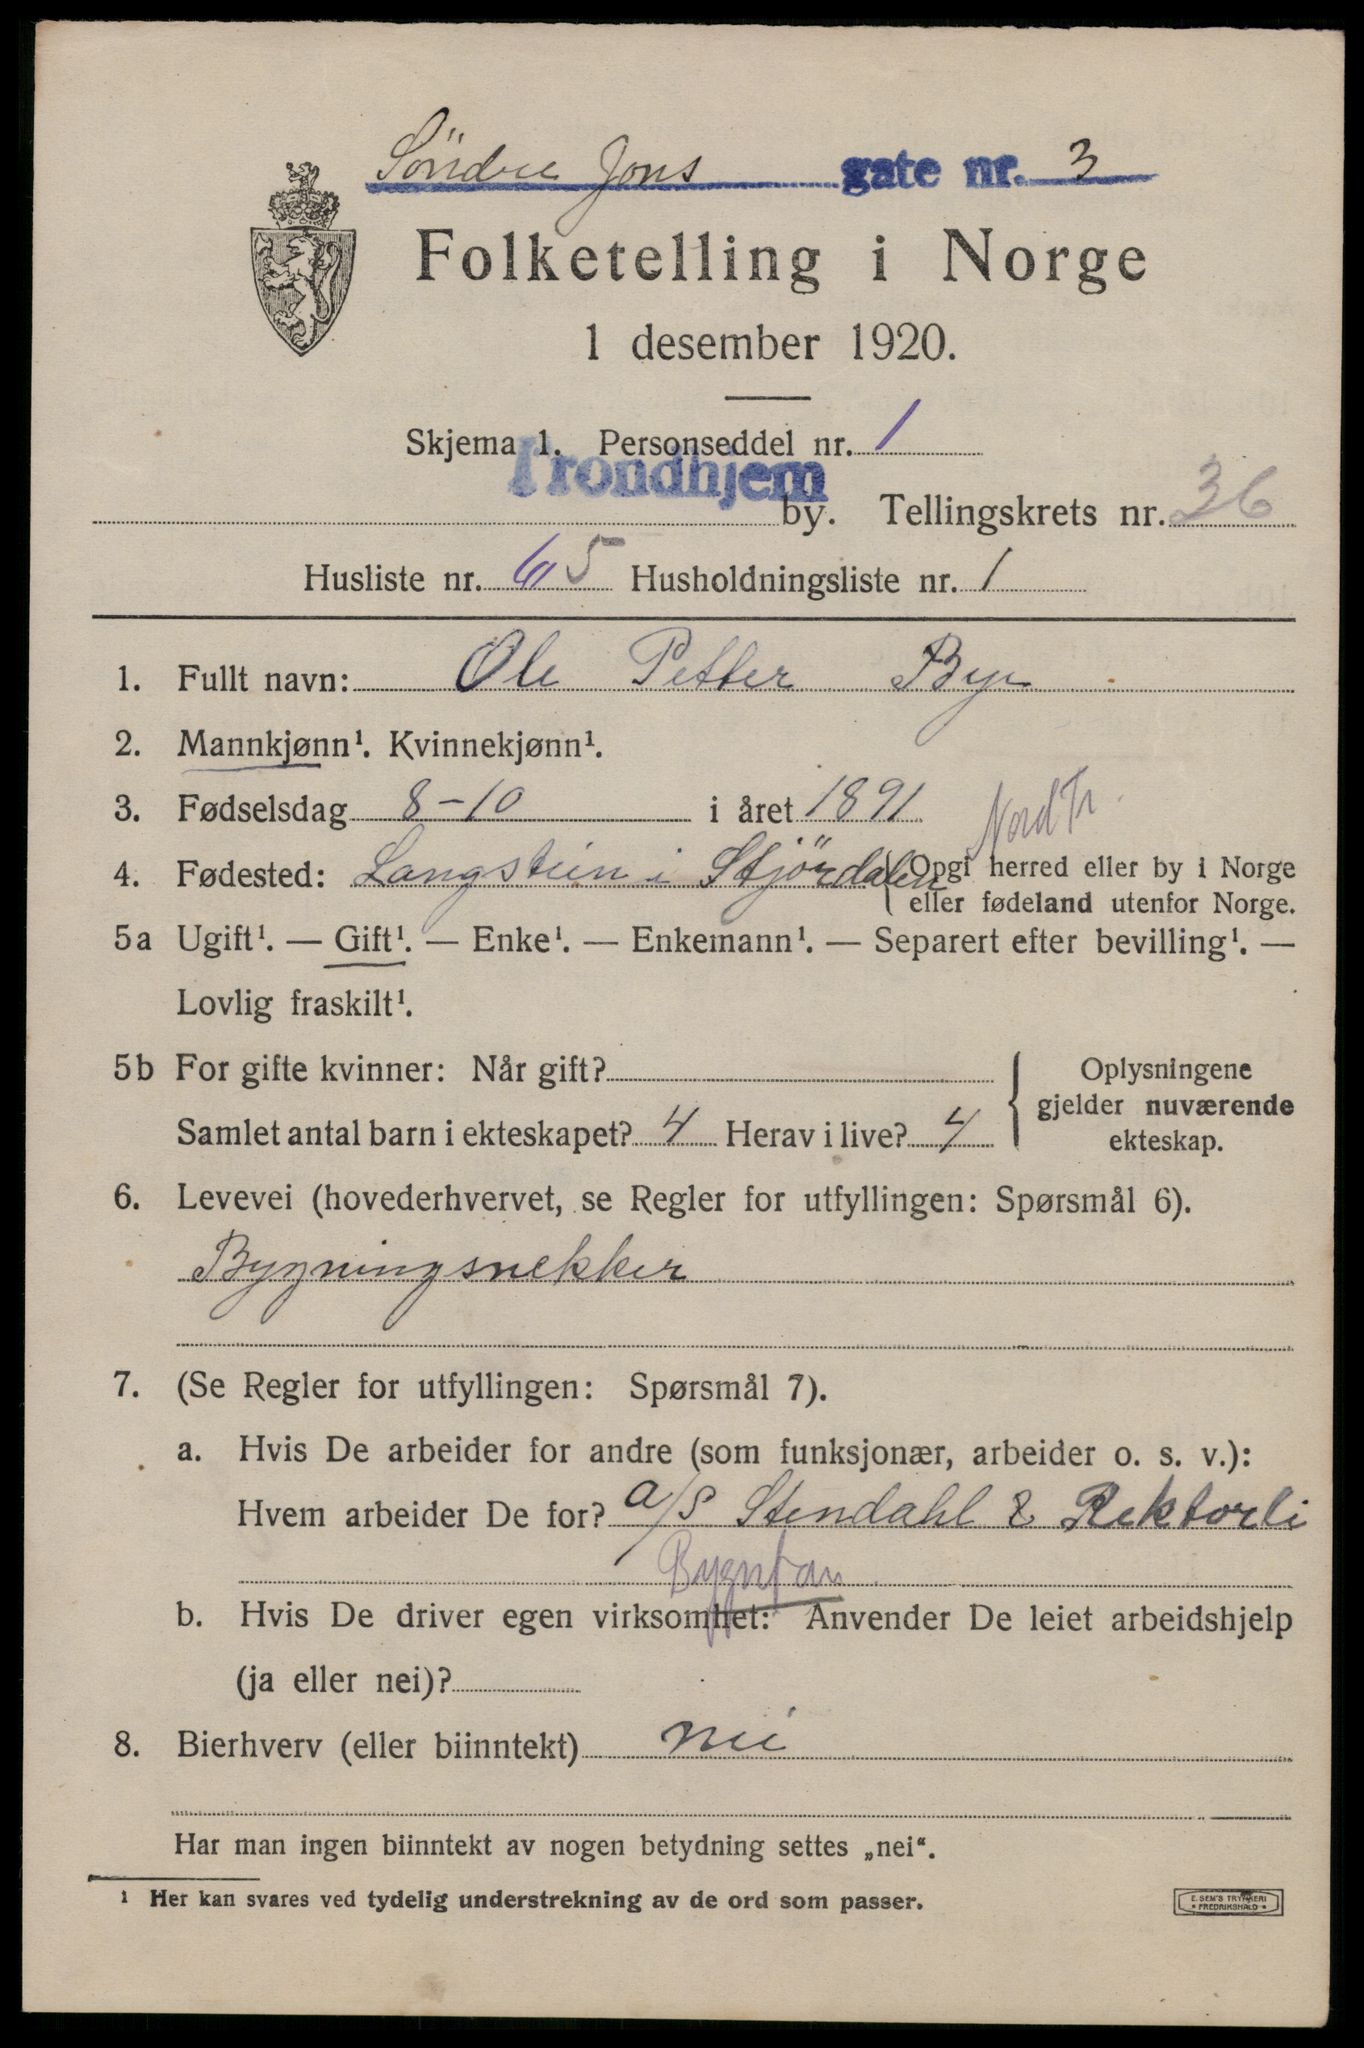 Söndre Jons gate nr. 3
Folketelling i Norge
1 desember 1920.
Skjema 1. Personseddel nr. 1
Trondhjem by. Tellingskrets nr. 36
Husliste nr. 65 Husholdningsliste nr. 1
1. Fullt navn: Ole Petter Bye
2. Mannkjønn¹. Kvinnekjønn¹.
3. Fødselsdag 8-10 i året 1891
Nord Tr.
4. Fødested: Langstein i Stjördalen { Opgi herred eller by i Norge
eller fødeland utenfor Norge.
5a Ugift¹. — Gift¹. — Enke¹. — Enkemann¹. — Separert efter bevilling¹. —
Lovlig fraskilt¹.
5b For gifte kvinner: Når gift?
Samlet antal barn i ekteskapet? 4 Herav i live? 4
Oplysningene
gjelder nuværende
ekteskap.
6. Levevei (hovederhvervet, se Regler for utfyllingen: Spørsmål 6).
Bygningsnekker
7. (Se Regler for utfyllingen: Spørsmål 7).
a. Hvis De arbeider for andre (som funksjonær, arbeider o. s. v.):
Hvem arbeider De for? a/s Stendahl & Rektorli
b. Hvis De driver egen virksomhet: Anvender De leiet arbeidshjelp
(ja eller nei)?
8. Bierhverv (eller biinntekt) nei
Har man ingen biinntekt av nogen betydning settes „nei“.
¹ Her kan svares ved tydelig understrekning av de ord som passer.
E. SEM'S TRYKKERI
* FREDRIKSHALD *